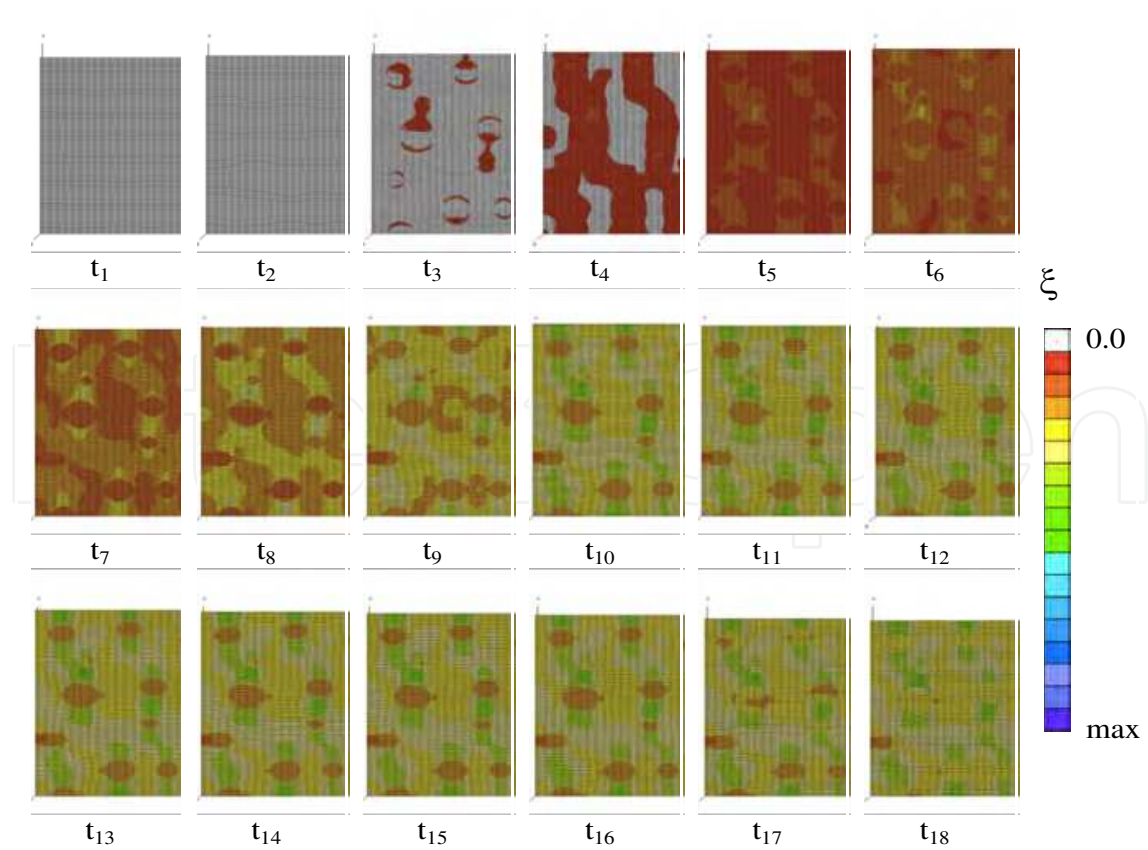 t₁ t₂ t₃ t₄ t₅ t₆
ξ
0.0
t₇ t₈ t₉ t₁₀ t₁₁ t₁₂
max
t₁₃ t₁₄ t₁₅ t₁₆ t₁₇ t₁₈